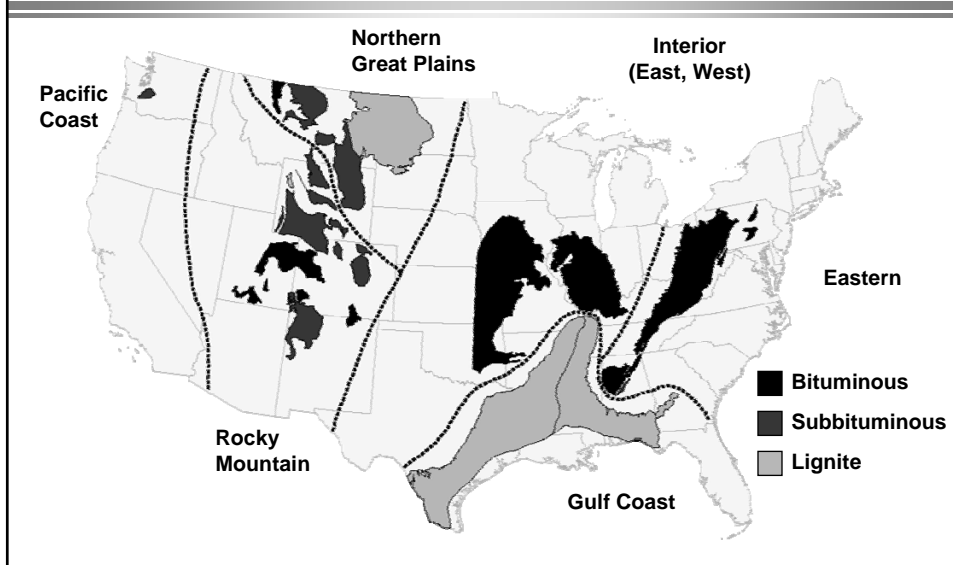 Northern
Great Plains
Interior
(East, West)
Pacific
Coast
Eastern
Bituminous
Subbituminous
Lignite
Rocky
Mountain
Gulf Coast